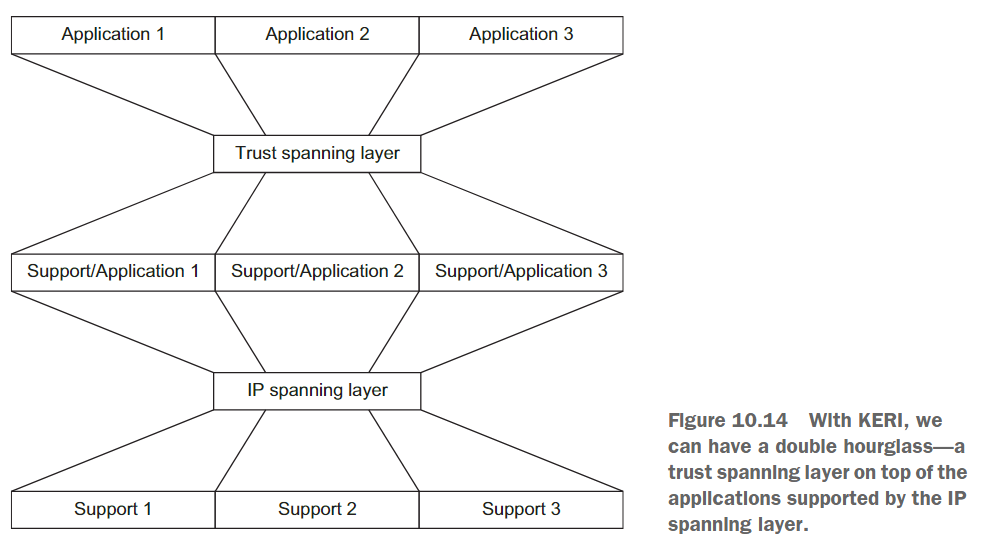 Application 1 Application 2 Application 3
Trust spanning layer
Support/Application 1 Support/Application 2 Support/Application 3
IP spanning layer
Support 1 Support 2 Support 3
Figure 10.14 With KERI, we
can have a double hourglass—a
trust spanning layer on top of the
applications supported by the IP
spanning layer.